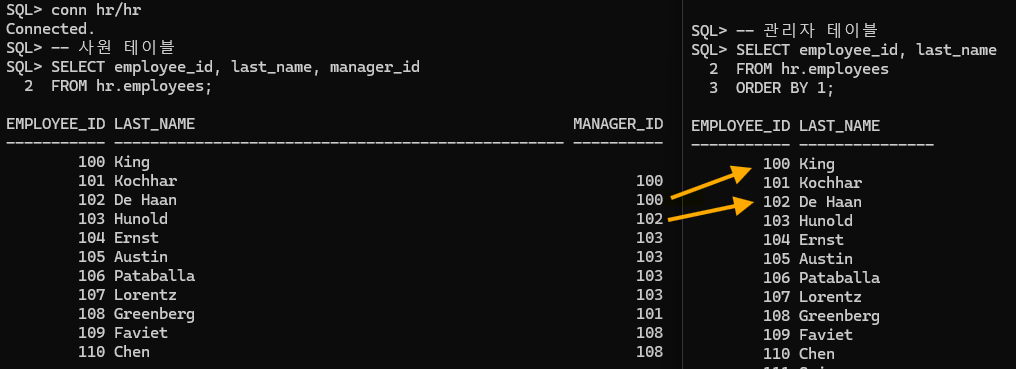 SQL> conn hr/hr
Connected.
SQL> -- 사원 테이블
SQL> SELECT employee_id, last_name, manager_id
  2  FROM hr.employees;
EMPLOYEE_ID LAST_NAME                                          MANAGER_ID
----------- -------------------------------------------------- ----------
        100 King
        101 Kochhar                                                   100
        102 De Haan                                                   100
        103 Hunold                                                    102
        104 Ernst                                                     103
        105 Austin                                                    103
        106 Pataballa                                                 103
        107 Lorentz                                                   103
        108 Greenberg                                                 101
        109 Faviet                                                    108
        110 Chen                                                      108
SQL> -- 관리자 테이블
SQL> SELECT employee_id, last_name
  2  FROM hr.employees
  3  ORDER BY 1;
EMPLOYEE_ID LAST_NAME
----------- ---------------
        100 King
        101 Kochhar
        102 De Haan
        103 Hunold
        104 Ernst
        105 Austin
        106 Pataballa
        107 Lorentz
        108 Greenberg
        109 Faviet
        110 Chen